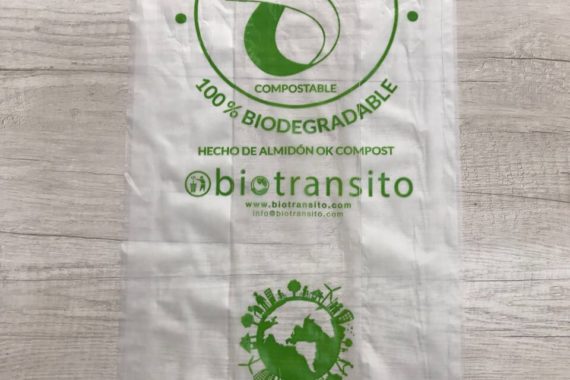 COMPOSTABLE
100% BIODEGRADABLE
HECHO DE ALMIDÓN OK COMPOST
biotransito
www.biotransito.com
info@biotransito.com